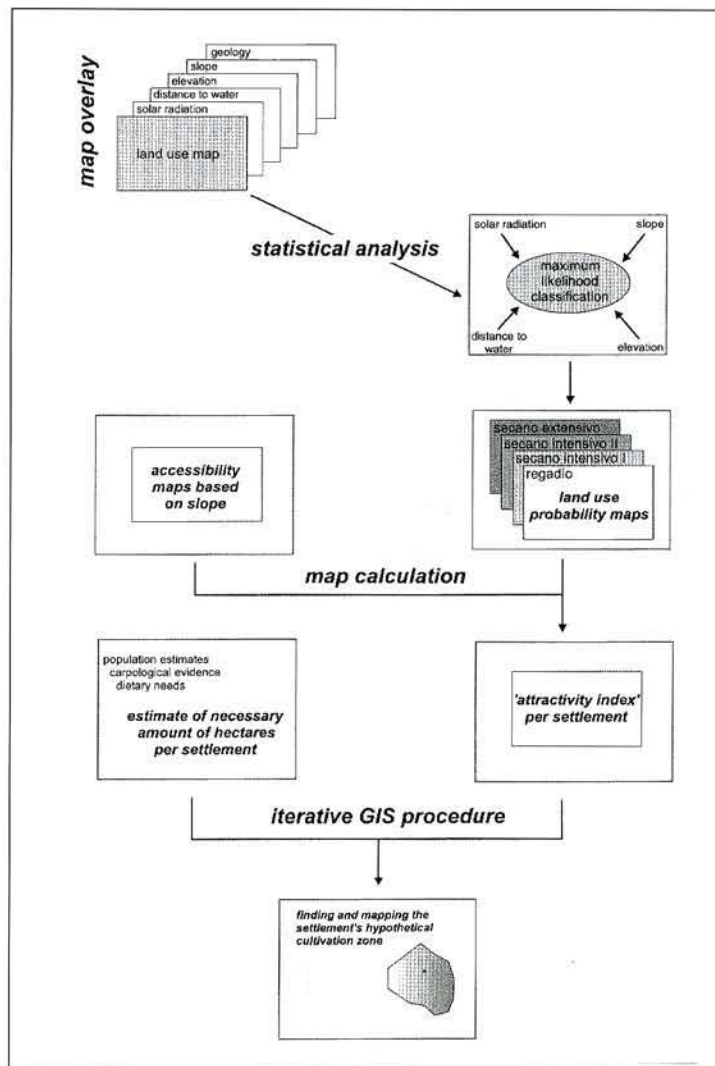 map overlay
geology
slope
elevation
distance to water
solar radiation
land use map
statistical analysis
solar radiation
slope
maximum
likelihood
classification
distance to
water
elevation
accessibility
maps based
on slope
secano extensivo
secano intensivo II
secano intensivo I
regadio
land use
probability maps
map calculation
population estimates
carpological evidence
dietary needs
estimate of necessary
amount of hectares
per settlement
'attractivity index'
per settlement
iterative GIS procedure
finding and mapping the
settlement's hypothetical
cultivation zone